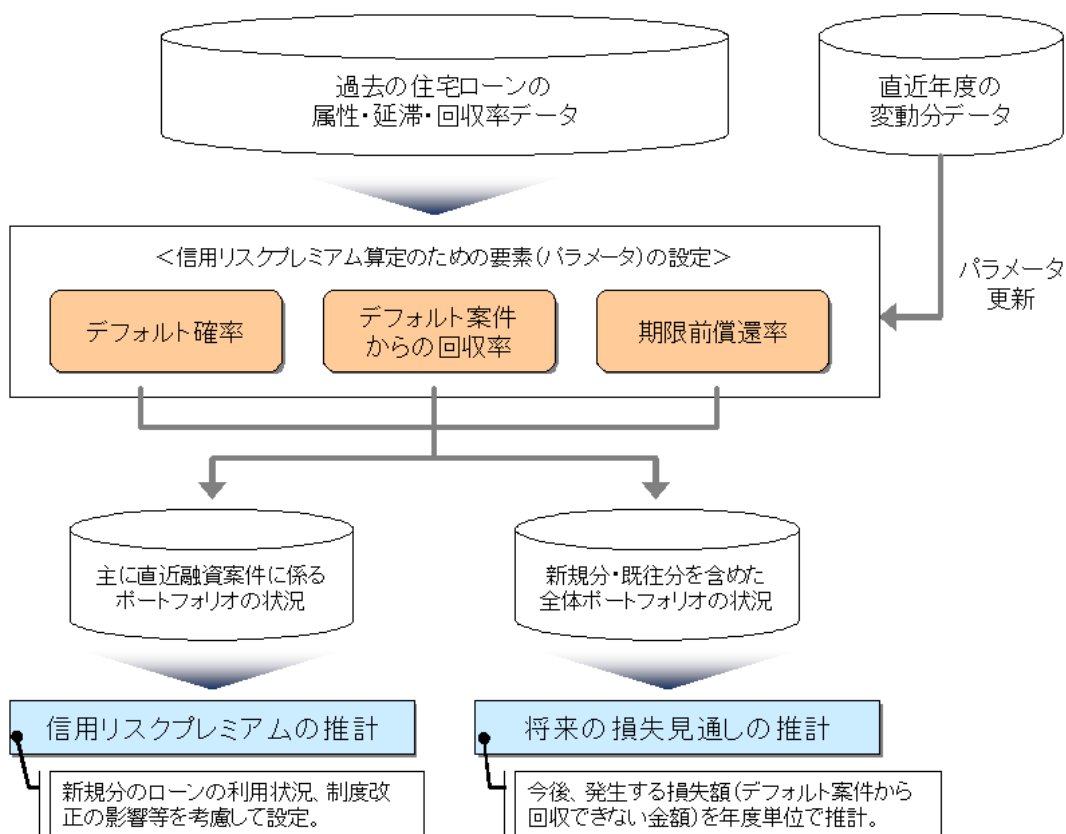 過去の住宅ローンの
属性・延滞・回収率データ
直近年度の
変動分データ
<信用リスクプレミアム算定のための要素(パラメータ)の設定>
デフォルト確率
デフォルト案件
からの回収率
期限前償還率
パラメータ
更新
主に直近融資案件に係る
ポートフォリオの状況
新規分・既往分を含めた
全体ポートフォリオの状況
信用リスクプレミアムの推計
新規分のローンの利用状況、制度改
正の影響等を考慮して設定。
将来の損失見通しの推計
今後、発生する損失額(デフォルト案件から
回収できない金額)を年度単位で推計。